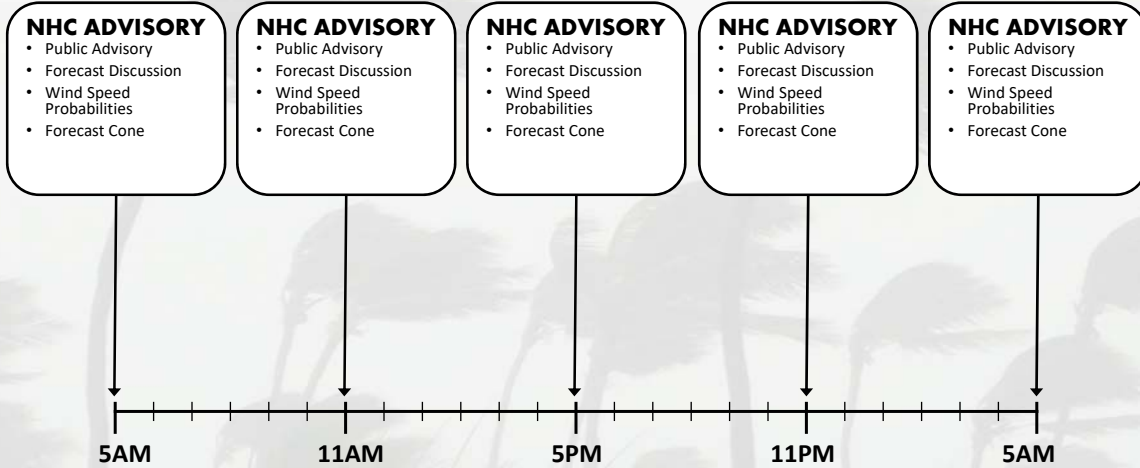 NHC ADVISORY
• Public Advisory
• Forecast Discussion
• Wind Speed
Probabilities
• Forecast Cone
NHC ADVISORY
• Public Advisory
• Forecast Discussion
• Wind Speed
Probabilities
• Forecast Cone
NHC ADVISORY
• Public Advisory
• Forecast Discussion
• Wind Speed
Probabilities
• Forecast Cone
NHC ADVISORY
• Public Advisory
• Forecast Discussion
• Wind Speed
Probabilities
• Forecast Cone
NHC ADVISORY
• Public Advisory
• Forecast Discussion
• Wind Speed
Probabilities
• Forecast Cone
5AM 11AM 5PM 11PM 5AM